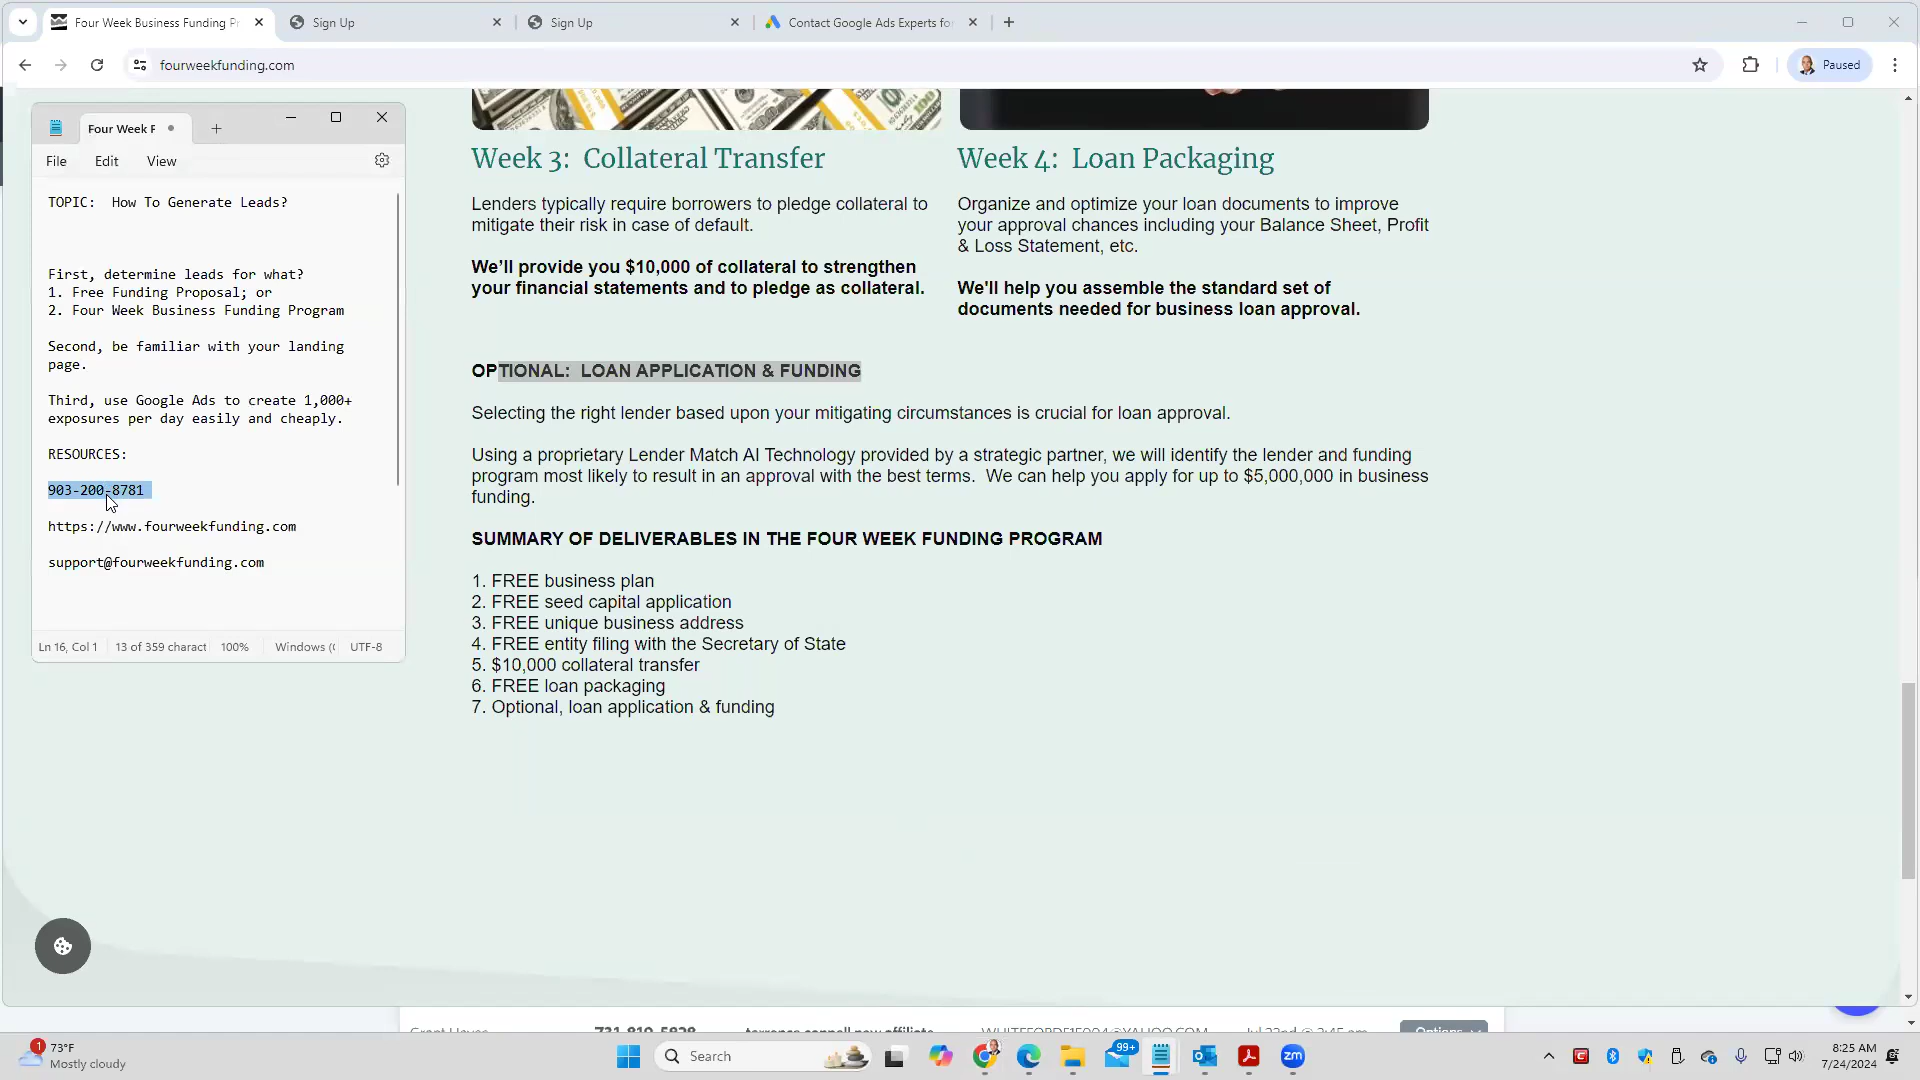 Four Week Business Funding Pr
Sign Up
Sign Up
Contact Google Ads Experts for
fourweekfunding.com
Paused
Four Week F
File
Edit
View
TOPIC:  How To Generate Leads?
First, determine leads for what?
1. Free Funding Proposal; or
2. Four Week Business Funding Program
Second, be familiar with your landing
page.
Third, use Google Ads to create 1,000+
exposures per day easily and cheaply.
RESOURCES:
903-200-8781
https://www.fourweekfunding.com
support@fourweekfunding.com
Ln 16, Col 1
13 of 359 charact
100%
Windows (
UTF-8
Week 3:  Collateral Transfer
Lenders typically require borrowers to pledge collateral to
mitigate their risk in case of default.
We’ll provide you $10,000 of collateral to strengthen
your financial statements and to pledge as collateral.
Week 4:  Loan Packaging
Organize and optimize your loan documents to improve
your approval chances including your Balance Sheet, Profit
& Loss Statement, etc.
We'll help you assemble the standard set of
documents needed for business loan approval.
OPTIONAL:  LOAN APPLICATION & FUNDING
Selecting the right lender based upon your mitigating circumstances is crucial for loan approval.
Using a proprietary Lender Match AI Technology provided by a strategic partner, we will identify the lender and funding
program most likely to result in an approval with the best terms.  We can help you apply for up to $5,000,000 in business
funding.
SUMMARY OF DELIVERABLES IN THE FOUR WEEK FUNDING PROGRAM
1. FREE business plan
2. FREE seed capital application
3. FREE unique business address
4. FREE entity filing with the Secretary of State
5. $10,000 collateral transfer
6. FREE loan packaging
7. Optional, loan application & funding
1
73°F
Mostly cloudy
Search
99+
zm
8:25 AM
7/24/2024